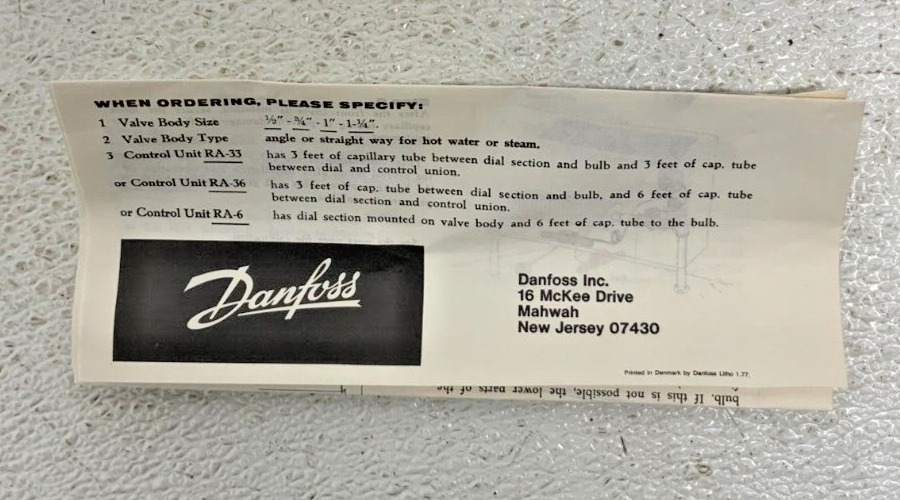 WHEN ORDERING, PLEASE SPECIFY:
1 Valve Body Size ½" - ¾" - 1" - 1-¼".
2 Valve Body Type angle or straight way for hot water or steam.
3 Control Unit RA-33 has 3 feet of capillary tube between dial section and bulb and 3 feet of cap. tube
between dial and control union.
or Control Unit RA-36 has 3 feet of cap. tube between dial section and bulb, and 6 feet of cap. tube
between dial section and control union.
or Control Unit RA-6 has dial section mounted on valve body and 6 feet of cap. tube to the bulb.
Danfoss
Danfoss Inc.
16 McKee Drive
Mahwah
New Jersey 07430
Printed in Denmark by Danfoss Litho 1.77.
bulb. If this is not possible, the lower parts of the